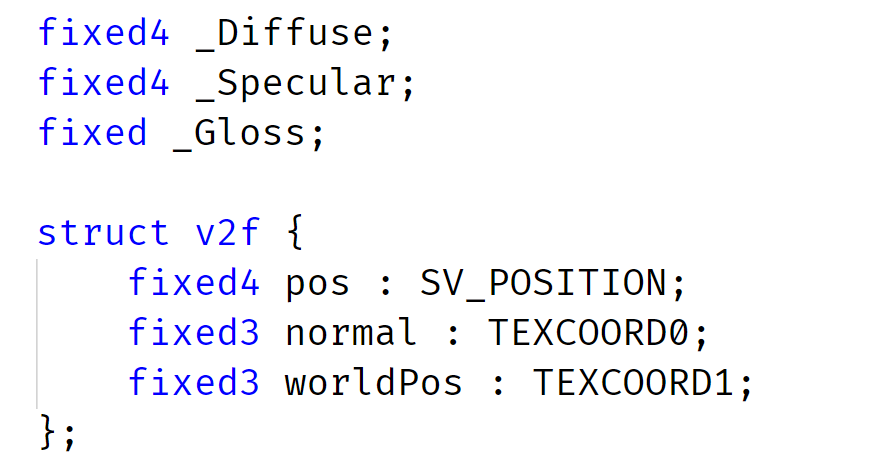 fixed4 _Diffuse;
fixed4 _Specular;
fixed _Gloss;

struct v2f {
    fixed4 pos : SV_POSITION;
    fixed3 normal : TEXCOORD0;
    fixed3 worldPos : TEXCOORD1;
};